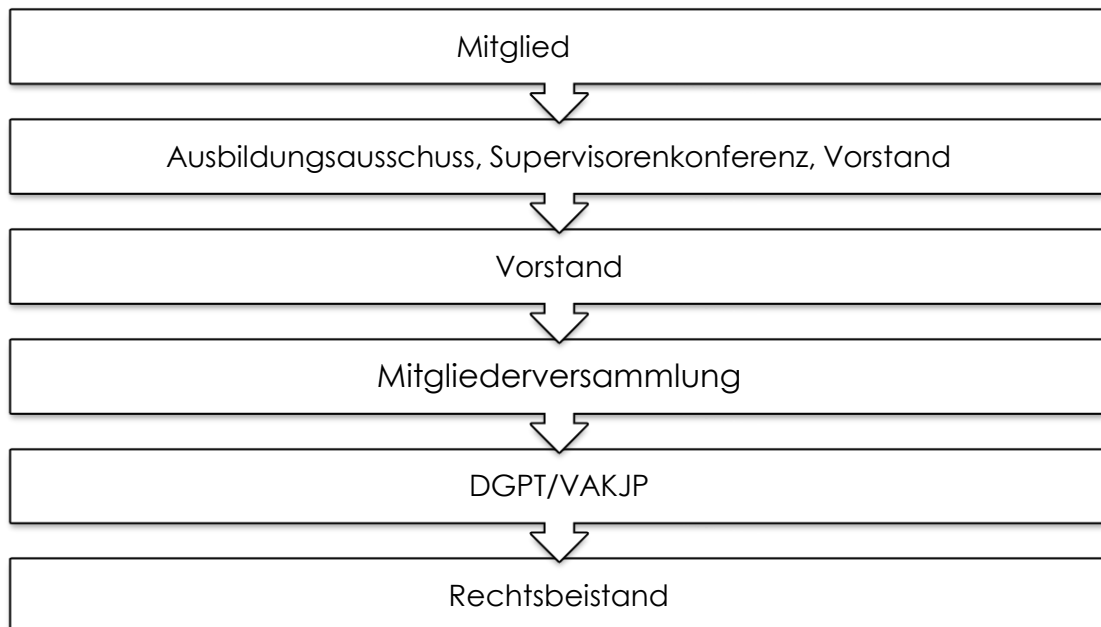 Mitglied
Ausbildungsausschuss, Supervisorenkonferenz, Vorstand
Vorstand
Mitgliederversammlung
DGPT/VAKJP
Rechtsbeistand